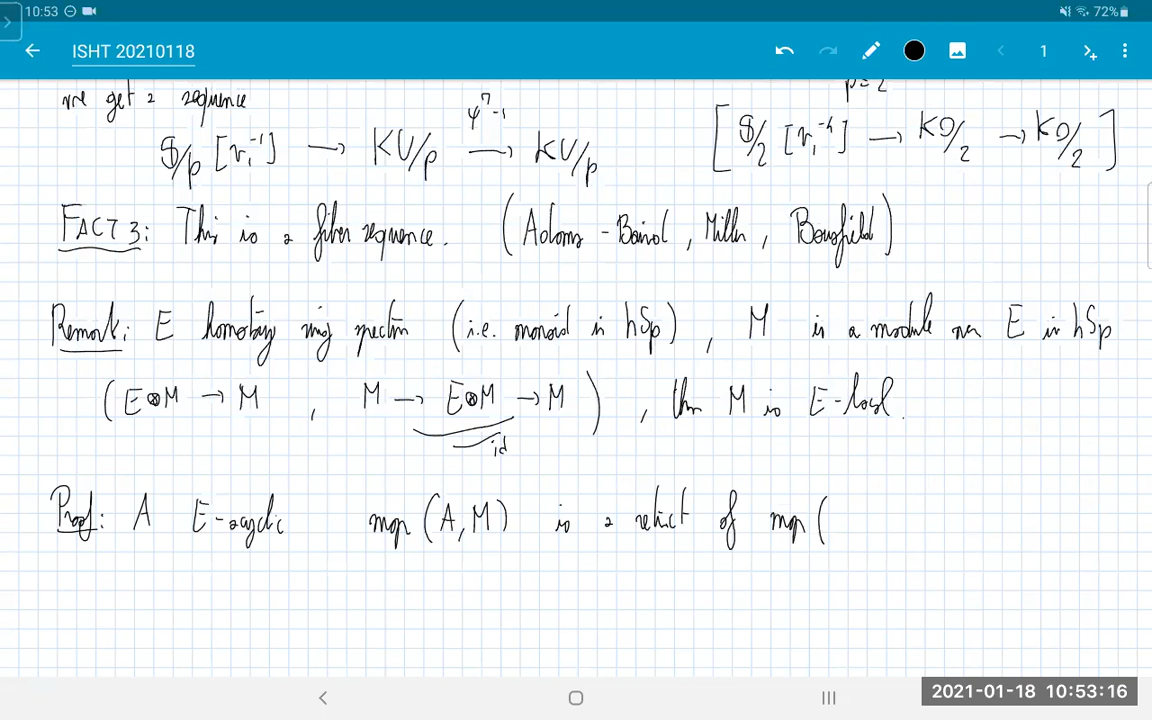 10:53
72%
ISHT 20210118
1
we get a sequence
p = 2
$/p [v₁⁻¹] → KU/p →^{ψ^7-1} KU/p
[ $/2 [v₁⁻⁴] → KO/2 → KO/2 ]
FACT 3: This is a fiber sequence. (Adams - Baird, Miller, Bousfield)
Remark: E homotopy ring spectrum (i.e. monoid in hSp), M is a module over E in hSp
(E⊗M → M , M → E⊗M → M) , then M is E-local.
id
Proof: A E-acyclic map (A, M) is a retract of map (
2021-01-18 10:53:16